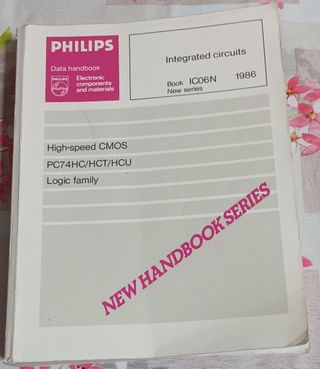 PHILIPS
Data handbook
PHILIPS
Electronic
components
and materials
Integrated circuits
Book IC06N 1986
New series
High-speed CMOS
PC74HC/HCT/HCU
Logic family
NEW HANDBOOK SERIES